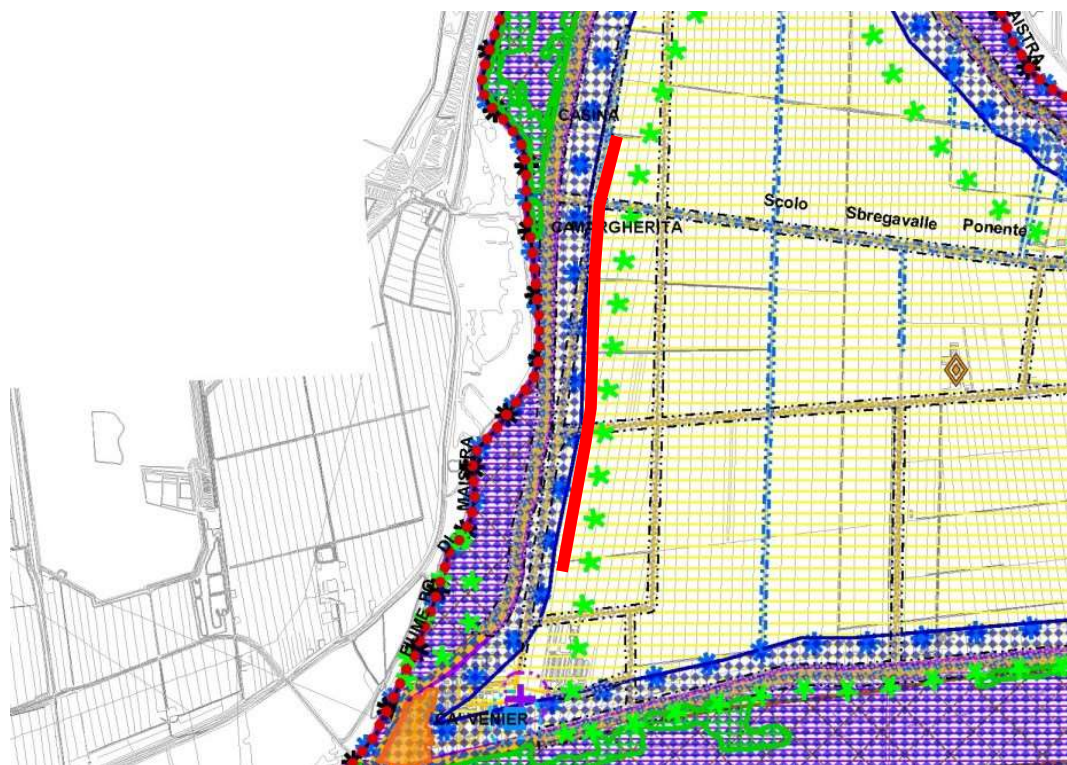 AISTRA
CASINA
Scolo Sbregavalle Ponente
CAMARGHERITA
FIUME PO DI MAISTRA
CA' VENIER